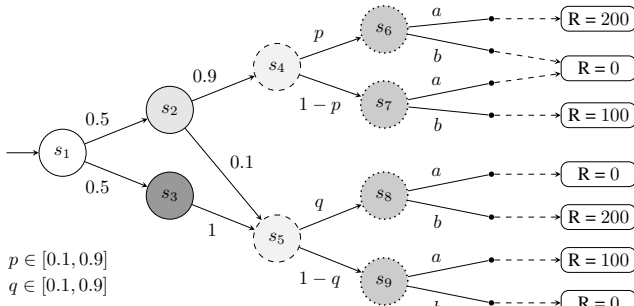 s₁
0.5
0.5
s₂
s₃
0.9
0.1
1
s₄
s₅
p
1 − p
q
1 − q
s₆
s₇
s₈
s₉
a
b
a
b
a
b
a
b
R = 200
R = 0
R = 100
R = 0
R = 200
R = 100
R = 0
p ∈ [0.1, 0.9]
q ∈ [0.1, 0.9]